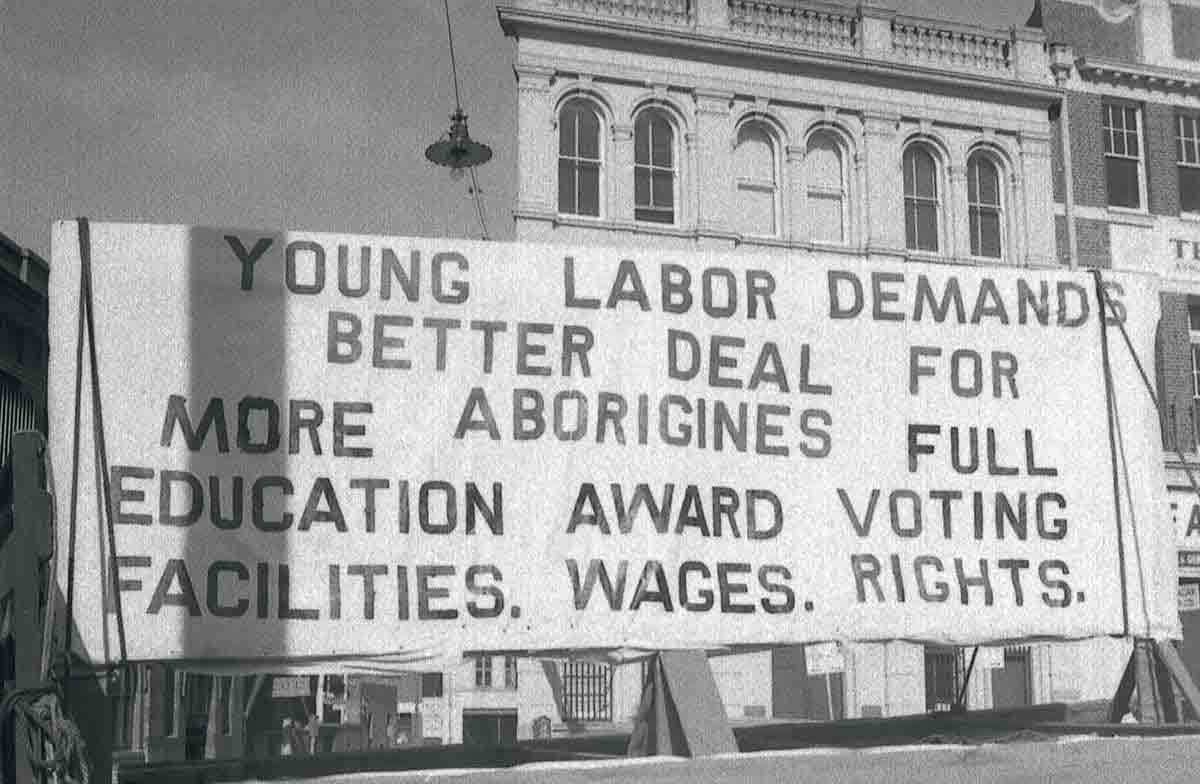 YOUNG LABOR DEMANDS
BETTER DEAL FOR
ABORIGINES
MORE
EDUCATION
FACILITIES.
AWARD
WAGES.
FULL
VOTING
RIGHTS.